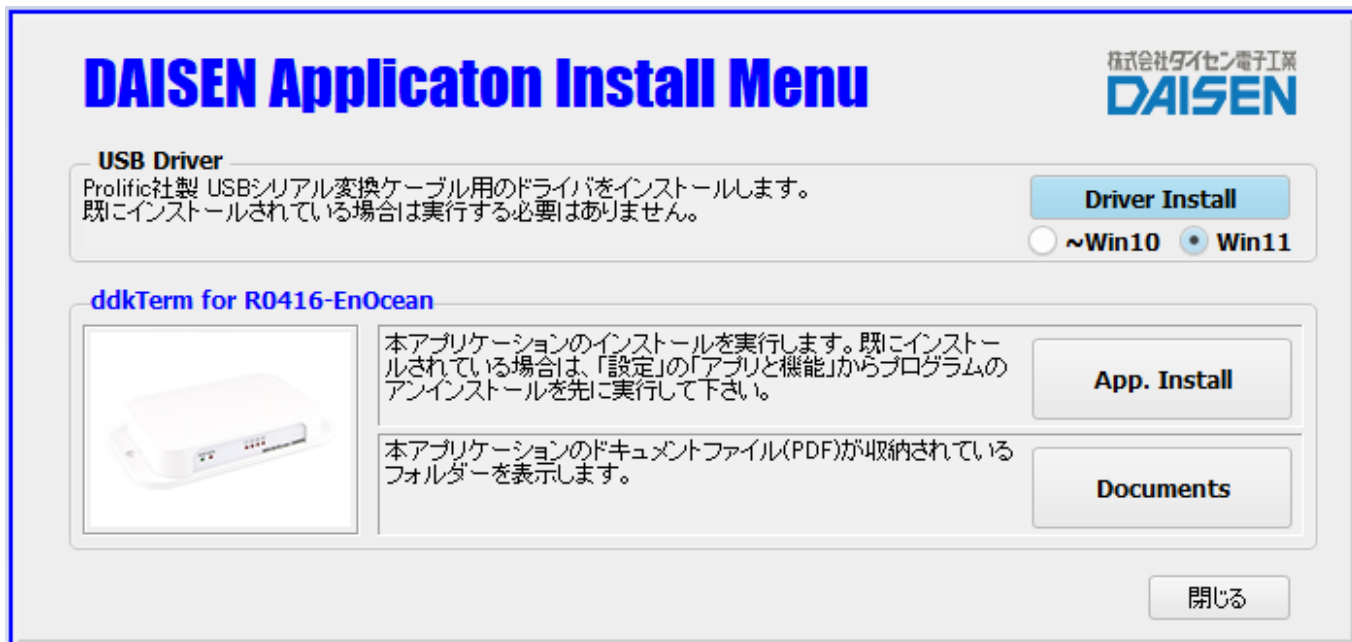 DAISEN Applicaton Install Menu
株式会社ダイセン電子工業
DAISEN
USB Driver
Prolific社製 USBシリアル変換ケーブル用のドライバをインストールします。
既にインストールされている場合は実行する必要はありません。
Driver Install
~Win10
Win11
ddkTerm for R0416-EnOcean
本アプリケーションのインストールを実行します。既にインストー
ルされている場合は、「設定」の「アプリと機能」からプログラムの
アンインストールを先に実行して下さい。
App. Install
本アプリケーションのドキュメントファイル(PDF)が収納されている
フォルダーを表示します。
Documents
閉じる